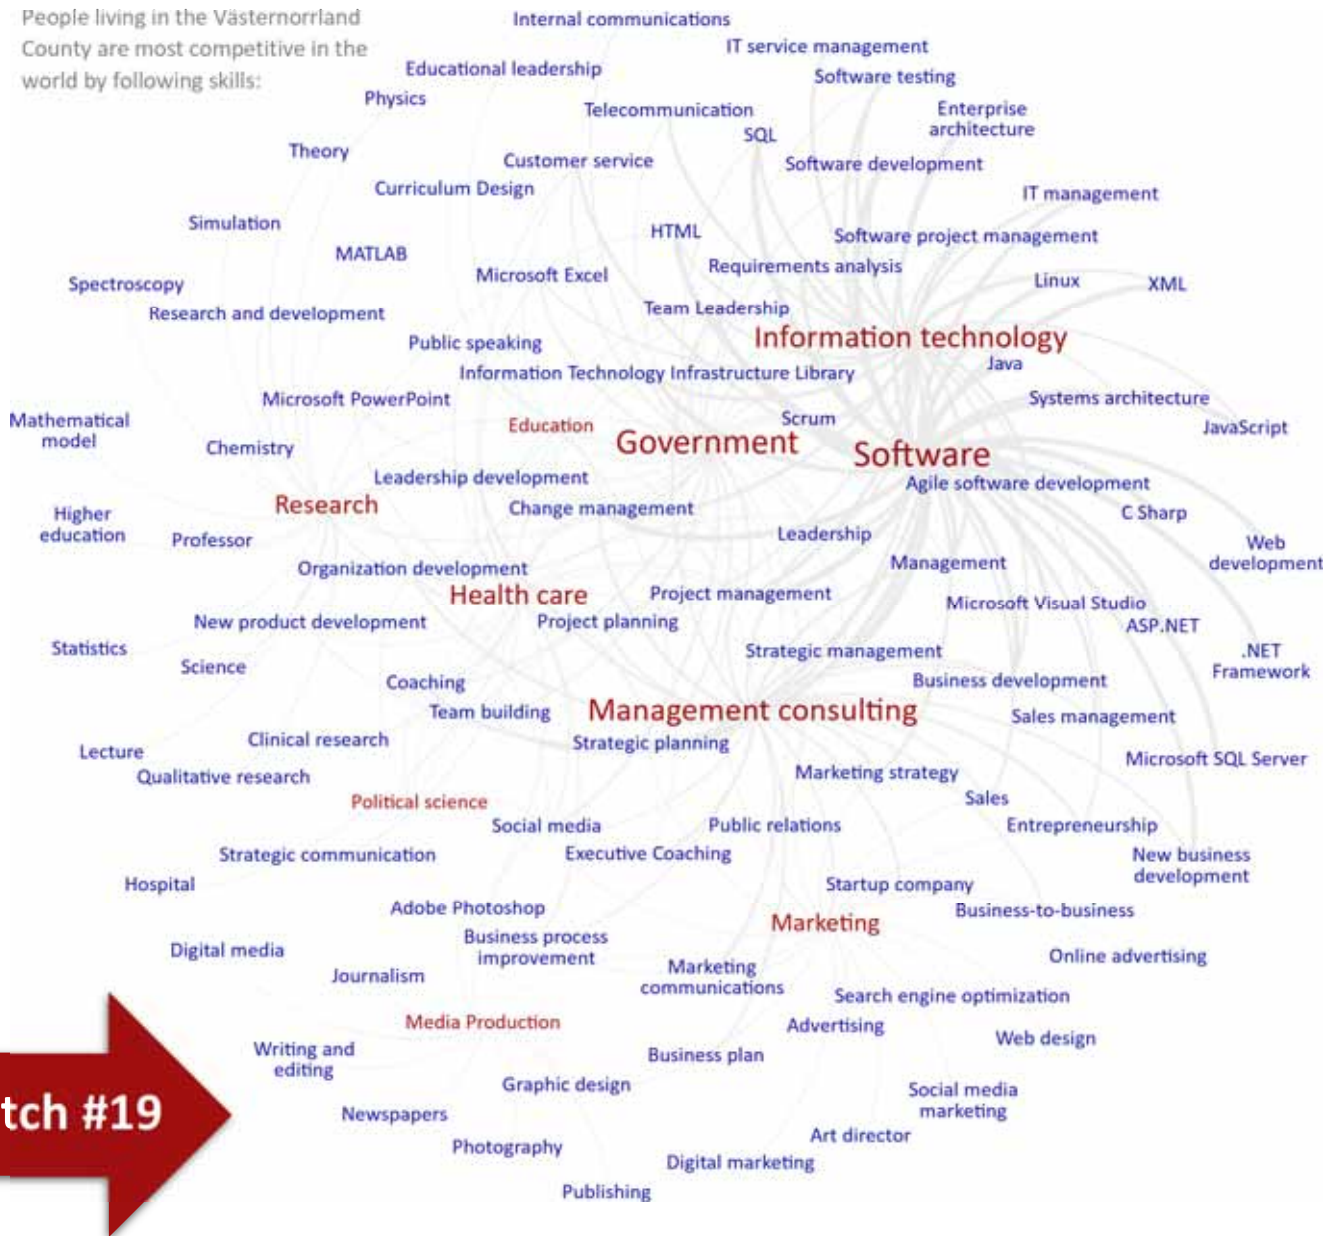 People living in the Västernorrland
County are most competitive in the
world by following skills:
Internal communications
IT service management
Educational leadership
Software testing
Physics
Telecommunication
Enterprise
architecture
SQL
Theory
Customer service
Software development
Curriculum Design
IT management
Simulation
HTML
Software project management
MATLAB
Requirements analysis
Microsoft Excel
Linux
XML
Spectroscopy
Team Leadership
Research and development
Information technology
Public speaking
Java
Information Technology Infrastructure Library
Microsoft PowerPoint
Systems architecture
Mathematical
model
Education
Scrum
JavaScript
Government
Chemistry
Software
Leadership development
Agile software development
Research
Change management
C Sharp
Higher
education
Professor
Leadership
Web
development
Organization development
Management
Health care
Project management
Microsoft Visual Studio
New product development
Project planning
ASP.NET
Statistics
Strategic management
.NET
Framework
Science
Coaching
Business development
Team building
Management consulting
Sales management
Clinical research
Strategic planning
Lecture
Microsoft SQL Server
Qualitative research
Marketing strategy
Political science
Sales
Social media
Public relations
Entrepreneurship
Strategic communication
Executive Coaching
New business
development
Hospital
Startup company
Adobe Photoshop
Business-to-business
Marketing
Business process
improvement
Digital media
Online advertising
Journalism
Marketing
communications
Search engine optimization
Media Production
Advertising
Web design
Writing and
editing
Business plan
Graphic design
Social media
marketing
tch #19
Newspapers
Art director
Photography
Digital marketing
Publishing